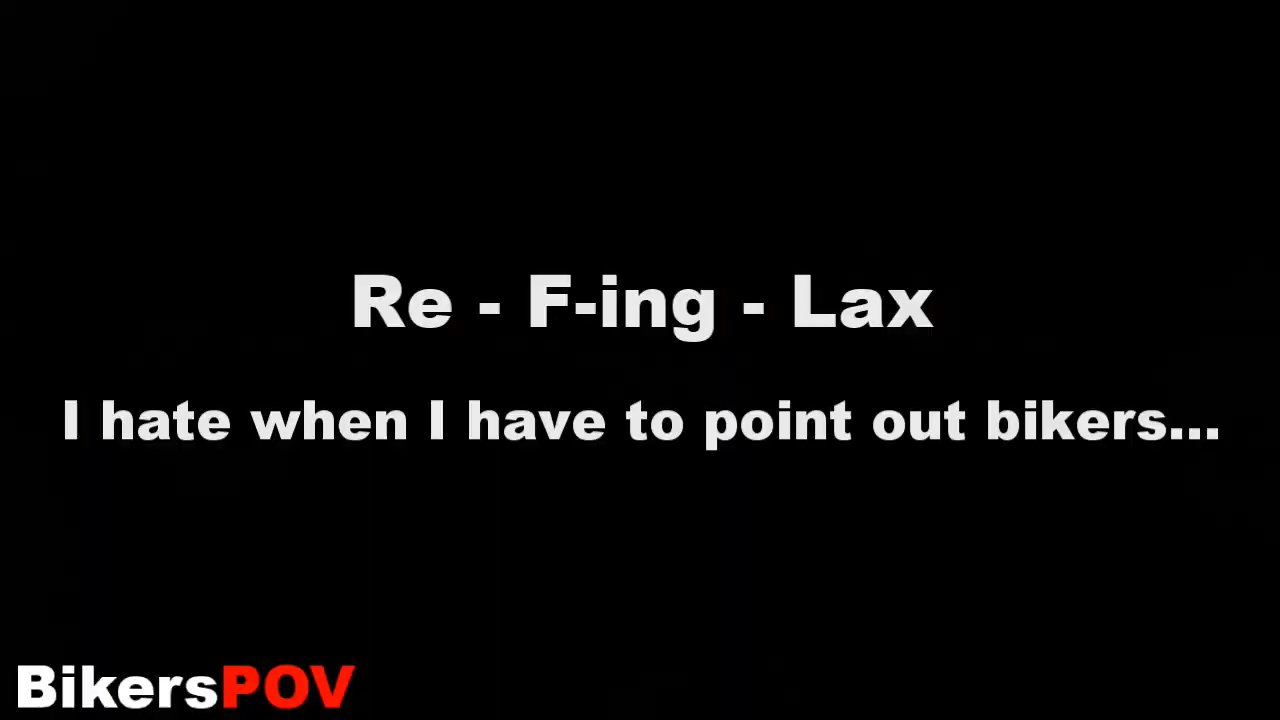 Re - F-ing - Lax
I hate when I have to point out bikers...
BikersPOV